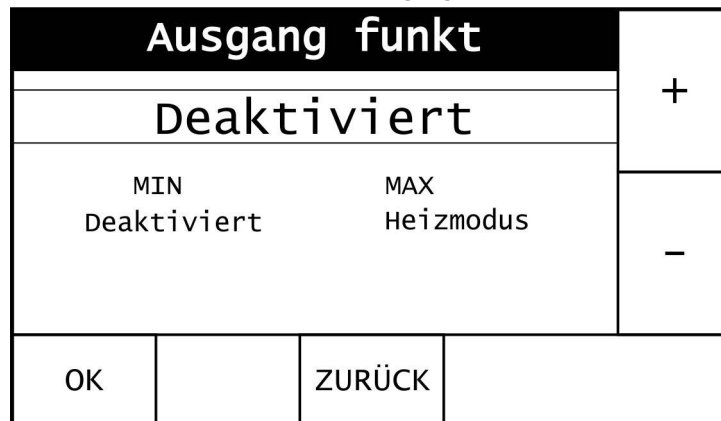 Ausgang funkt
+
Deaktiviert
MIN MAX
Deaktiviert Heizmodus
-
OK ZURÜCK